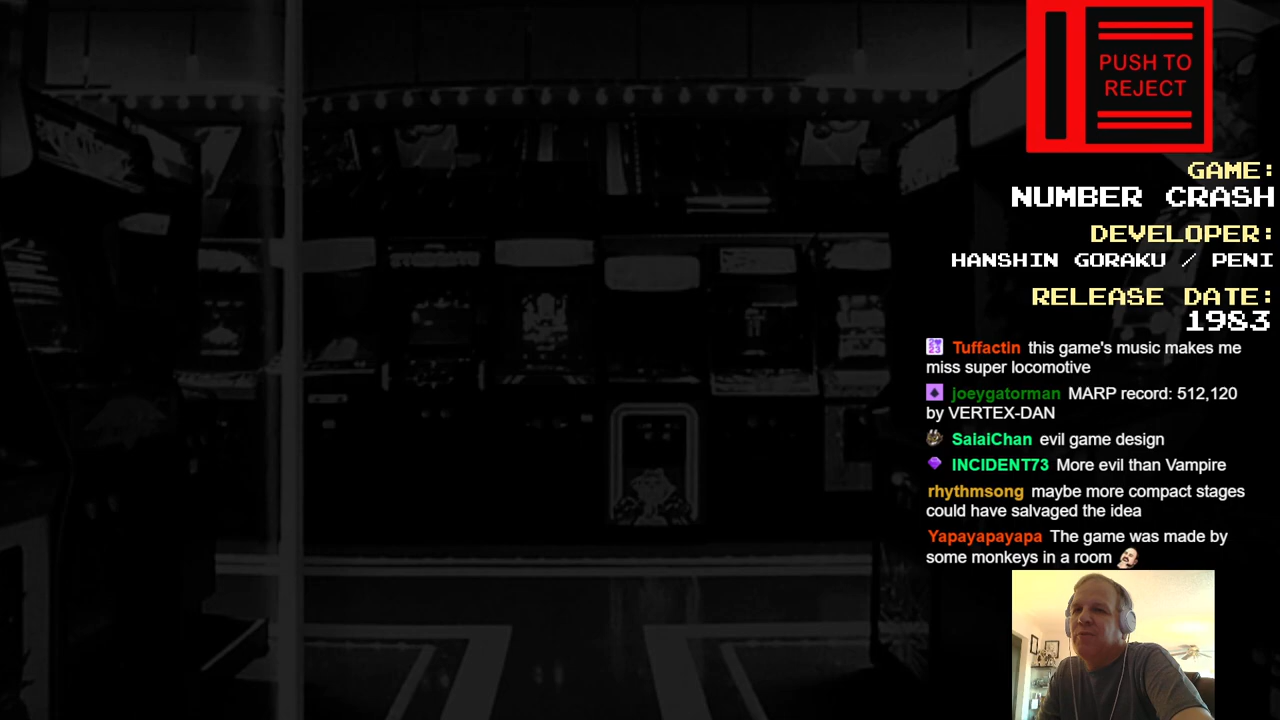 PUSH TO
REJECT
GAME:
NUMBER CRASH
DEVELOPER:
HANSHIN GORAKU / PENI
RELEASE DATE:
1983
Tuffactin this game's music makes me
miss super locomotive
joeygatorman MARP record: 512,120
by VERTEX-DAN
SaiaiChan evil game design
INCIDENT73 More evil than Vampire
rhythmsong maybe more compact stages
could have salvaged the idea
Yapayapayapa The game was made by
some monkeys in a room